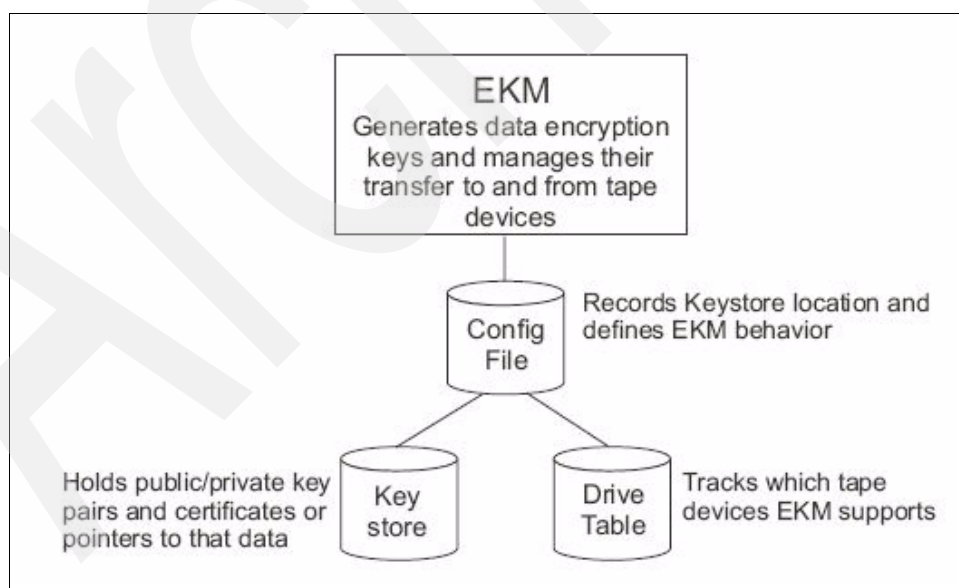 EKM
Generates data encryption
keys and manages their
transfer to and from tape
devices
Config
File
Records Keystore location and
defines EKM behavior
Holds public/private key
pairs and certificates or
pointers to that data
Key
store
Drive
Table
Tracks which tape
devices EKM supports